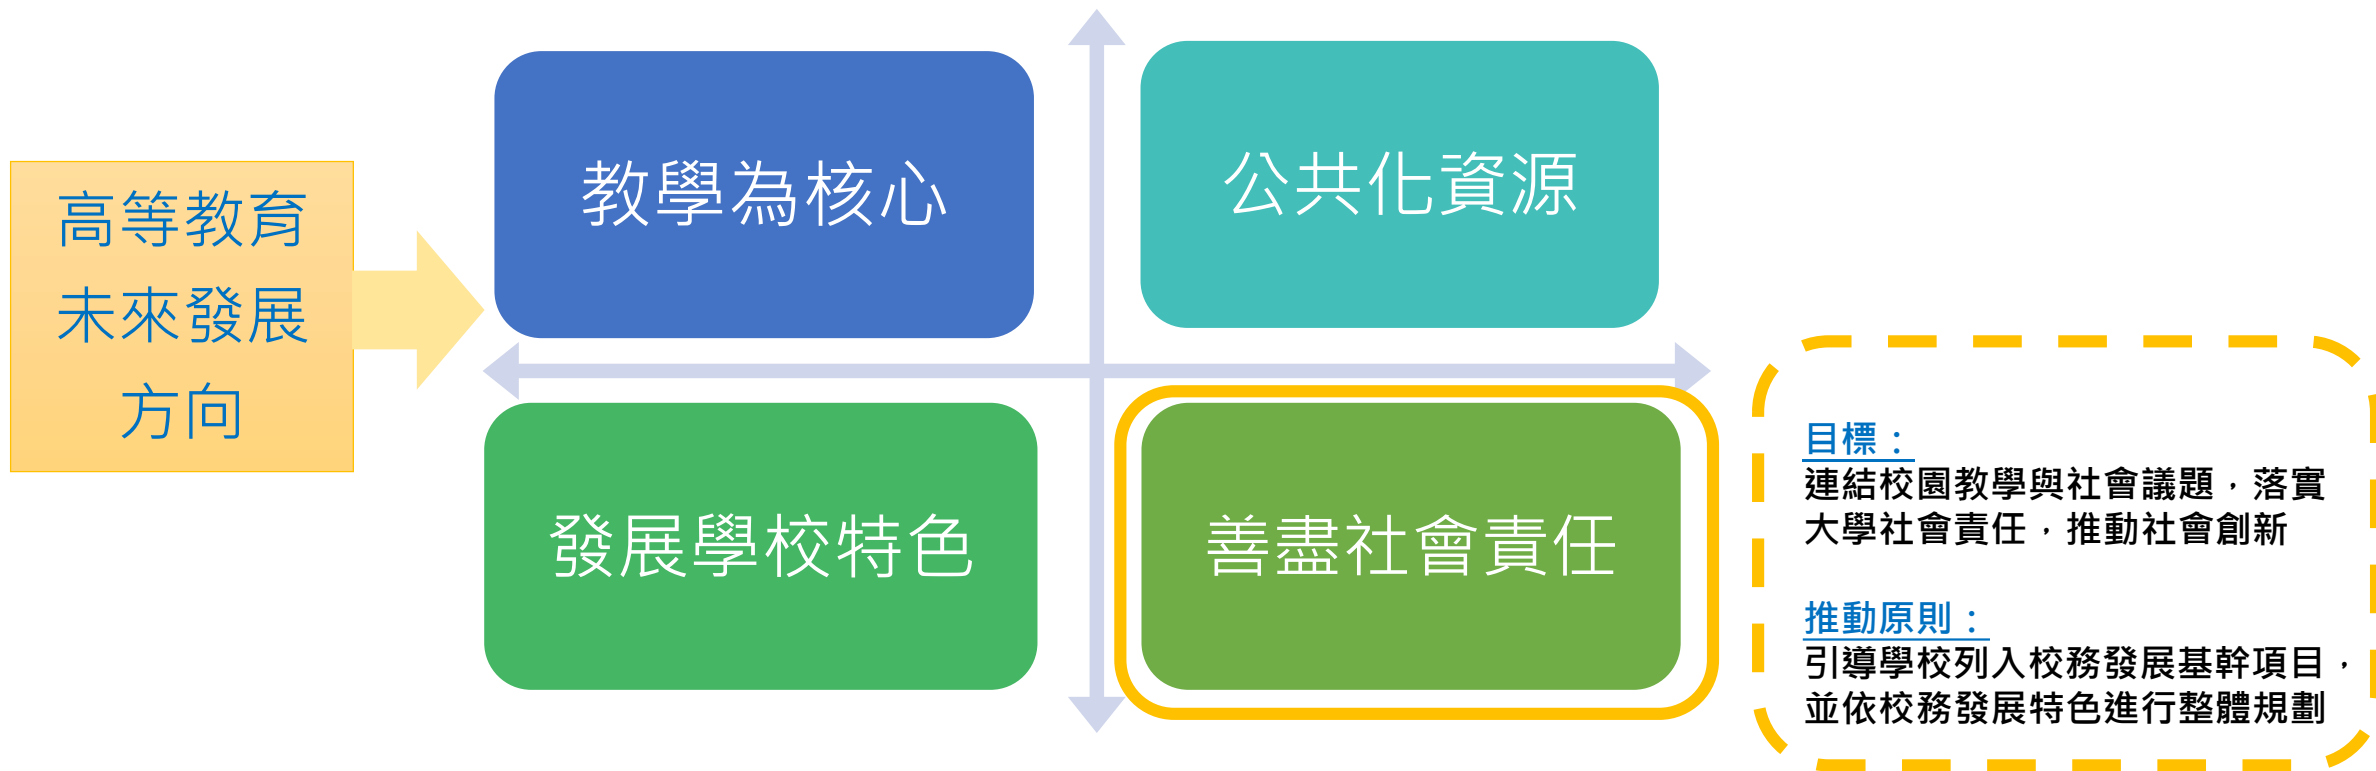 高等教育
未來發展
方向
教學為核心
公共化資源
發展學校特色
善盡社會責任
目標：
連結校園教學與社會議題，落實
大學社會責任，推動社會創新
推動原則：
引導學校列入校務發展基幹項目，
並依校務發展特色進行整體規劃